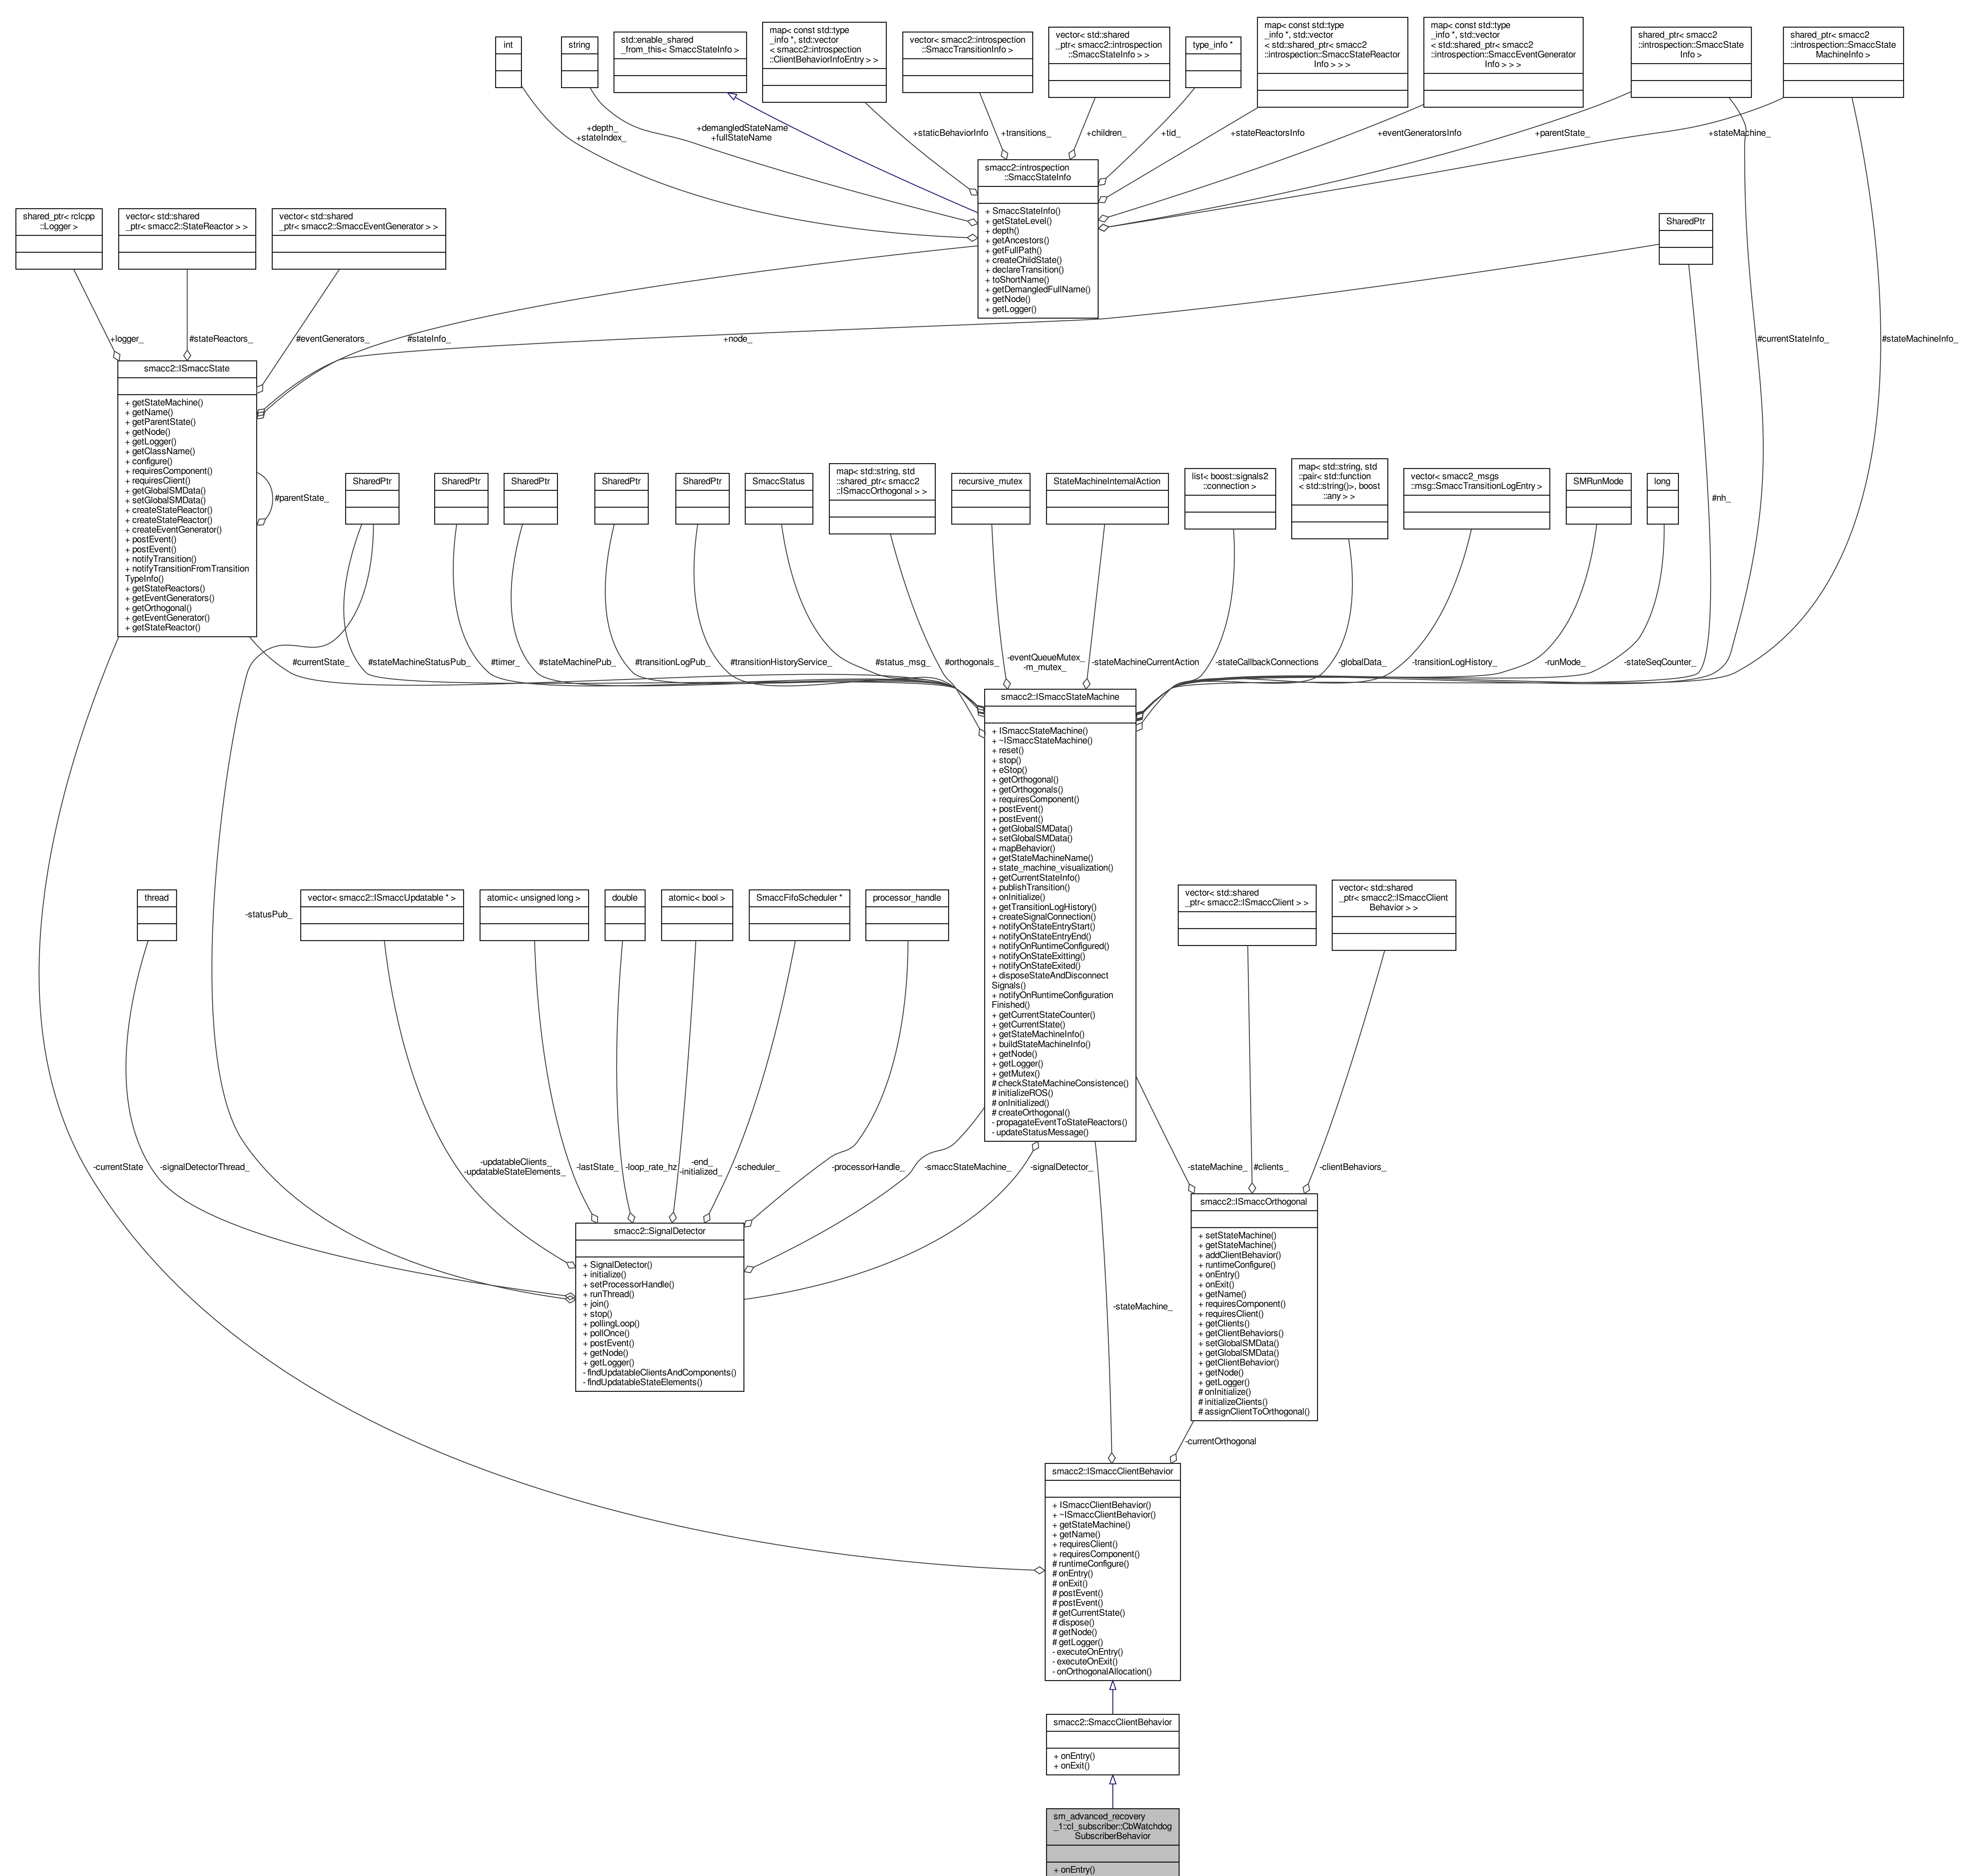 int
string
std::enable_shared
_from_this< SmaccStateInfo >
map< const std::type
_info *, std::vector
< smacc2::introspection
::ClientBehaviorInfoEntry > >
vector< smacc2::introspection
::SmaccTransitionInfo >
vector< std::shared
_ptr< smacc2::introspection
::SmaccStateInfo > >
type_info *
map< const std::type
_info *, std::vector
< std::shared_ptr< smacc2
::introspection::SmaccStateReactor
Info > > >
map< const std::type
_info *, std::vector
< std::shared_ptr< smacc2
::introspection::SmaccEventGenerator
Info > > >
shared_ptr< smacc2
::introspection::SmaccState
Info >
shared_ptr< smacc2
::introspection::SmaccState
MachineInfo >
+depth_
+stateIndex_
+demangledStateName
+fullStateName
+staticBehaviorInfo
+transitions_
+children_
+tid_
+stateReactorsInfo
+eventGeneratorsInfo
+parentState_
+stateMachine_
smacc2::introspection
::SmaccStateInfo
+ SmaccStateInfo()
+ getStateLevel()
+ depth()
+ getAncestors()
+ getFullPath()
+ createChildState()
+ declareTransition()
+ toShortName()
+ getDemangledFullName()
+ getNode()
+ getLogger()
shared_ptr< rclcpp
::Logger >
vector< std::shared
_ptr< smacc2::StateReactor > >
vector< std::shared
_ptr< smacc2::SmaccEventGenerator > >
SharedPtr
+logger_
#stateReactors_
#eventGenerators_
#stateInfo_
+node_
#currentStateInfo_
#stateMachineInfo_
smacc2::ISmaccState
+ getStateMachine()
+ getName()
+ getParentState()
+ getNode()
+ getLogger()
+ getClassName()
+ configure()
+ requiresComponent()
+ requiresClient()
+ getGlobalSMData()
+ setGlobalSMData()
+ createStateReactor()
+ createStateReactor()
+ createEventGenerator()
+ postEvent()
+ postEvent()
+ notifyTransition()
+ notifyTransitionFromTransition
TypeInfo()
+ getStateReactors()
+ getEventGenerators()
+ getOrthogonal()
+ getEventGenerator()
+ getStateReactor()
#parentState_
SharedPtr
SharedPtr
SharedPtr
SharedPtr
SharedPtr
SmaccStatus
map< std::string, std
::shared_ptr< smacc2
::ISmaccOrthogonal > >
recursive_mutex
StateMachineInternalAction
list< boost::signals2
::connection >
map< std::string, std
::pair< std::function
< std::string()>, boost
::any > >
vector< smacc2_msgs
::msg::SmaccTransitionLogEntry >
SMRunMode
long
#nh_
#currentState_
#stateMachineStatusPub_
#timer_
#stateMachinePub_
#transitionLogPub_
#transitionHistoryService_
#status_msg_
#orthogonals_
-eventQueueMutex_
-m_mutex_
-stateMachineCurrentAction
-stateCallbackConnections
-globalData_
-transitionLogHistory_
-runMode_
-stateSeqCounter_
smacc2::ISmaccStateMachine
+ ISmaccStateMachine()
+ ~ISmaccStateMachine()
+ reset()
+ stop()
+ eStop()
+ getOrthogonal()
+ getOrthogonals()
+ requiresComponent()
+ postEvent()
+ postEvent()
+ getGlobalSMData()
+ setGlobalSMData()
+ mapBehavior()
+ getStateMachineName()
+ state_machine_visualization()
+ getCurrentStateInfo()
+ publishTransition()
+ onInitialize()
+ getTransitionLogHistory()
+ createSignalConnection()
+ notifyOnStateEntryStart()
+ notifyOnStateEntryEnd()
+ notifyOnRuntimeConfigured()
+ notifyOnStateExitting()
+ notifyOnStateExited()
+ disposeStateAndDisconnect
Signals()
+ notifyOnRuntimeConfiguration
Finished()
+ getCurrentStateCounter()
+ getCurrentState()
+ getStateMachineInfo()
+ buildStateMachineInfo()
+ getNode()
+ getLogger()
+ getMutex()
# checkStateMachineConsistence()
# initializeROS()
# onInitialized()
# createOrthogonal()
- propagateEventToStateReactors()
- updateStatusMessage()
thread
-statusPub_
vector< smacc2::ISmaccUpdatable * >
atomic< unsigned long >
double
atomic< bool >
SmaccFifoScheduler *
processor_handle
vector< std::shared
_ptr< smacc2::ISmaccClient > >
vector< std::shared
_ptr< smacc2::ISmaccClient
Behavior > >
-currentState
-signalDetectorThread_
-updatableClients_
-updatableStateElements_
-lastState_
-loop_rate_hz
-end_
-initialized_
-scheduler_
-processorHandle_
-smaccStateMachine_
-signalDetector_
-stateMachine_
#clients_
-clientBehaviors_
smacc2::SignalDetector
+ SignalDetector()
+ initialize()
+ setProcessorHandle()
+ runThread()
+ join()
+ stop()
+ pollingLoop()
+ pollOnce()
+ postEvent()
+ getNode()
+ getLogger()
- findUpdatableClientsAndComponents()
- findUpdatableStateElements()
smacc2::ISmaccOrthogonal
+ setStateMachine()
+ getStateMachine()
+ addClientBehavior()
+ runtimeConfigure()
+ onEntry()
+ onExit()
+ getName()
+ requiresComponent()
+ requiresClient()
+ getClients()
+ getClientBehaviors()
+ setGlobalSMData()
+ getGlobalSMData()
+ getClientBehavior()
+ getNode()
+ getLogger()
# onInitialize()
# initializeClients()
# assignClientToOrthogonal()
-stateMachine_
-currentOrthogonal
smacc2::ISmaccClientBehavior
+ ISmaccClientBehavior()
+ ~ISmaccClientBehavior()
+ getStateMachine()
+ getName()
+ requiresClient()
+ requiresComponent()
# runtimeConfigure()
# onEntry()
# onExit()
# postEvent()
# postEvent()
# getCurrentState()
# dispose()
# getNode()
# getLogger()
- executeOnEntry()
- executeOnExit()
- onOrthogonalAllocation()
smacc2::SmaccClientBehavior
+ onEntry()
+ onExit()
sm_advanced_recovery
_1::cl_subscriber::CbWatchdog
SubscriberBehavior
+ onEntry()